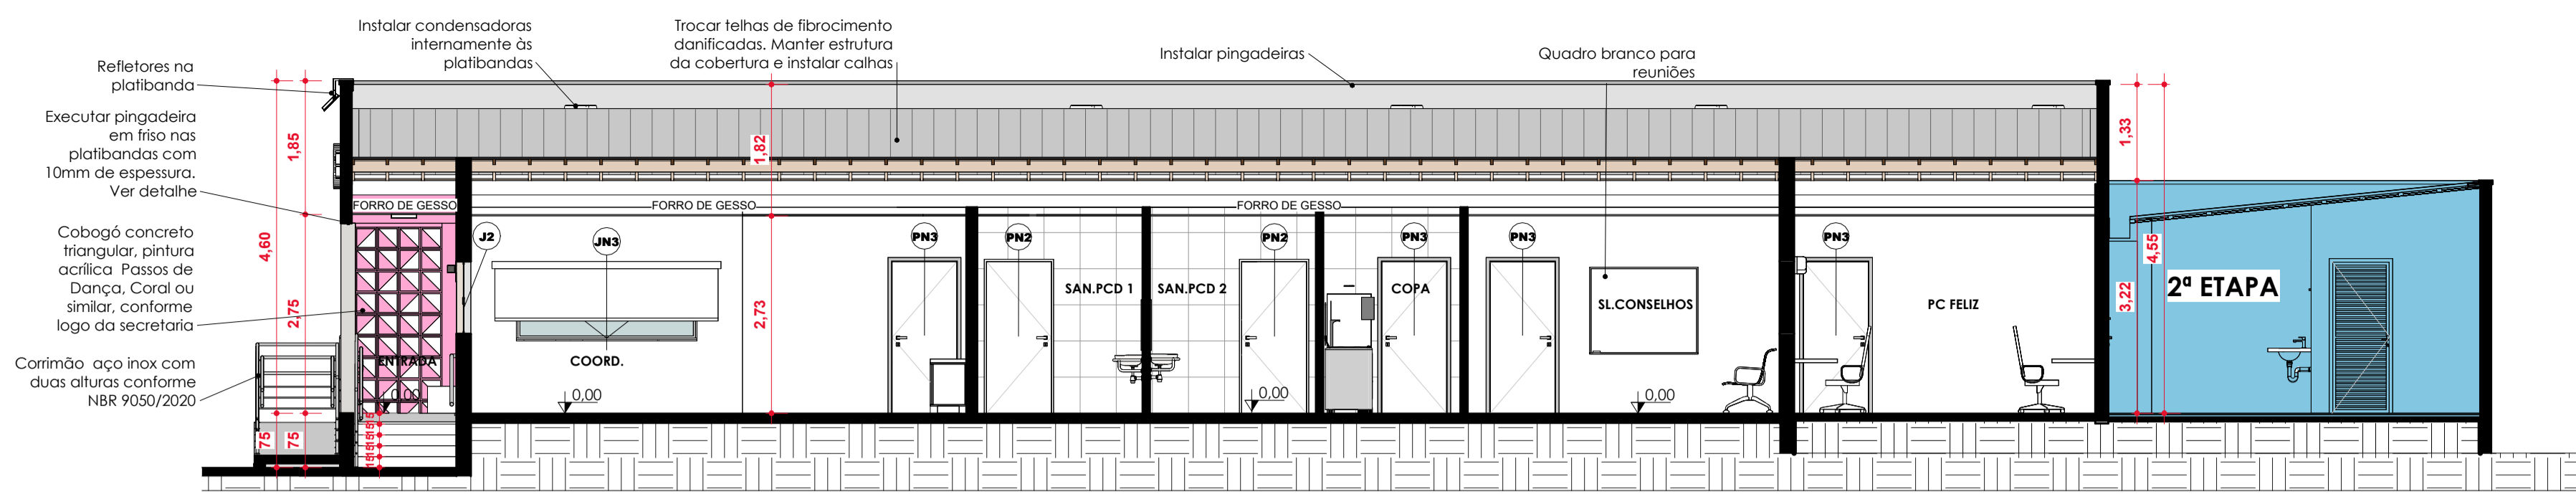 Instalar condensadoras
internamente às
platibandas
Trocar telhas de fibrocimento
danificadas. Manter estrutura
da cobertura e instalar calhas
Instalar pingadeiras
Quadro branco para
reuniões
Refletores na
platibanda
Executar pingadeira
em friso nas
platibandas com
10mm de espessura.
Ver detalhe
Cobogó concreto
triangular, pintura
acrílica Passos de
Dança, Coral ou
similar, conforme
logo da secretaria
Corrimão aço inox com
duas alturas conforme
NBR 9050/2020
4,60
1,85
2,75
75
75
15
15
15
15
15
1,82
2,73
1,33
3,22
4,55
FORRO DE GESSO
FORRO DE GESSO
FORRO DE GESSO
J2
JN3
PN3
PN2
PN2
PN3
PN3
PN3
ENTRADA
COORD.
SAN.PCD 1
SAN.PCD 2
COPA
SL.CONSELHOS
PC FELIZ
2ª ETAPA
0,00
0,00
0,00
0,00